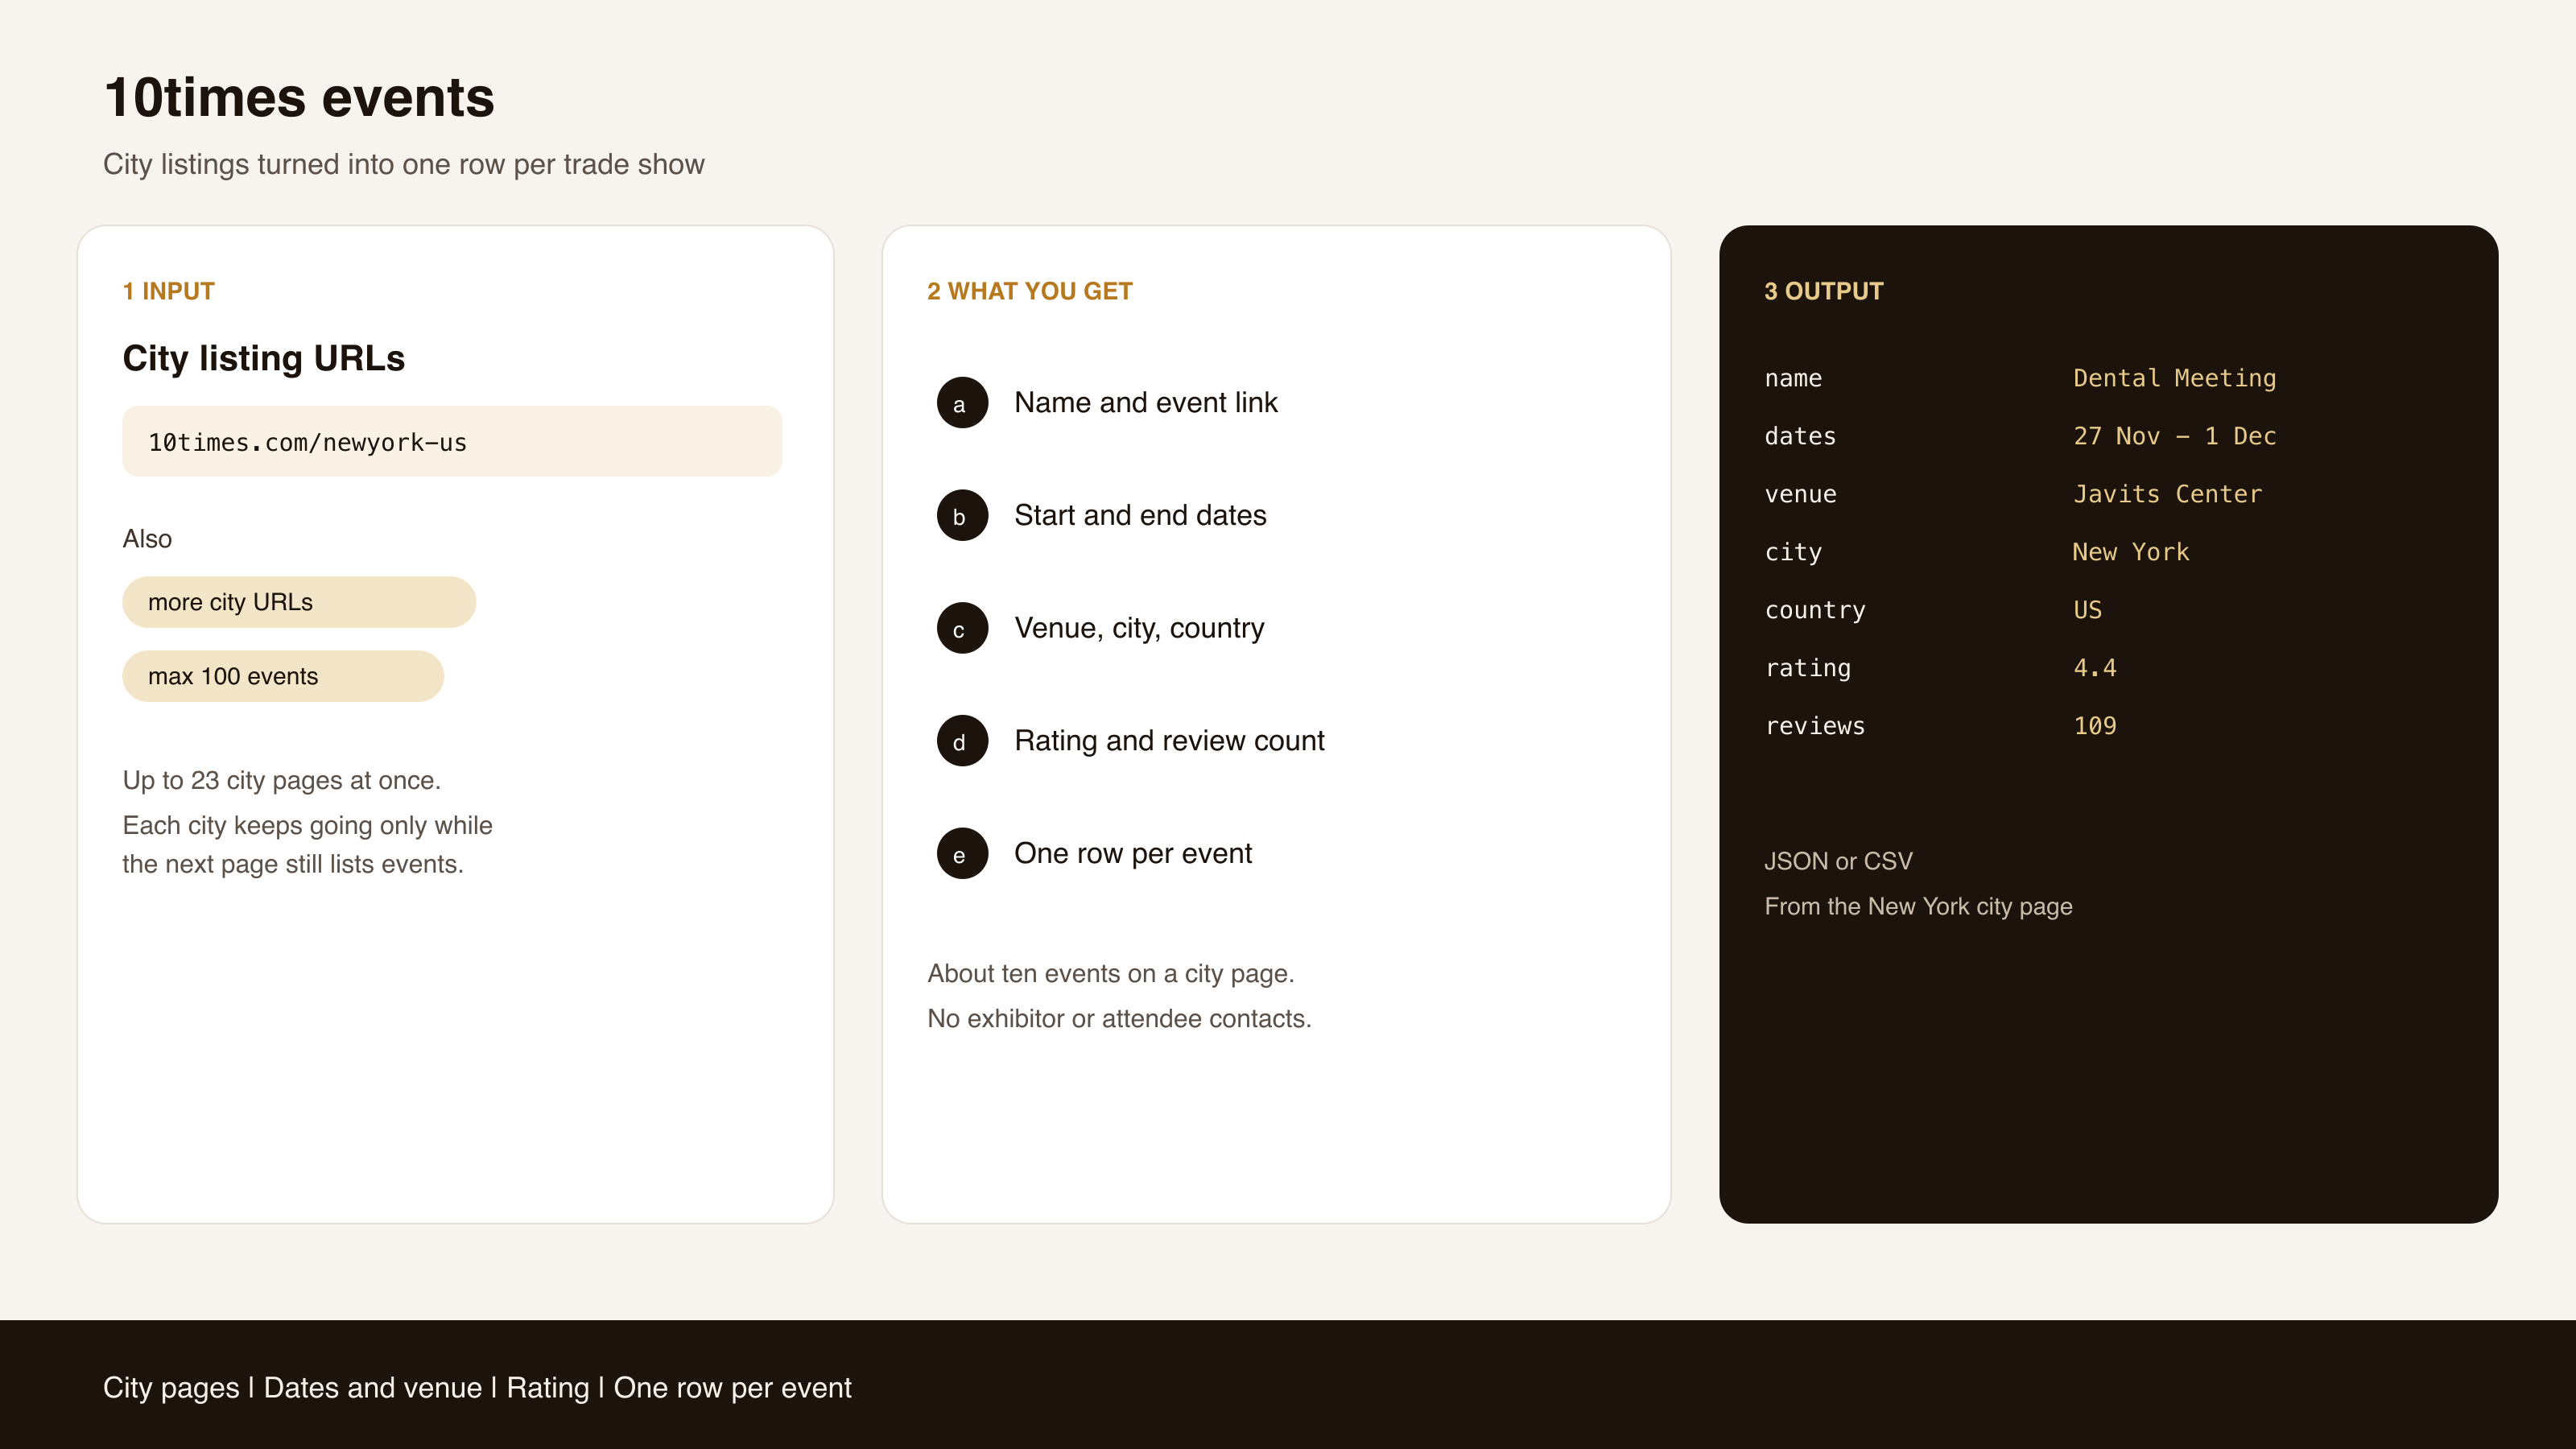 10times events
City listings turned into one row per trade show
1 INPUT
City listing URLs
10times.com/newyork-us
Also
more city URLs
max 100 events
Up to 23 city pages at once.
Each city keeps going only while
the next page still lists events.
2 WHAT YOU GET
a Name and event link
b Start and end dates
c Venue, city, country
d Rating and review count
e One row per event
About ten events on a city page.
No exhibitor or attendee contacts.
3 OUTPUT
name Dental Meeting
dates 27 Nov – 1 Dec
venue Javits Center
city New York
country US
rating 4.4
reviews 109
JSON or CSV
From the New York city page
City pages | Dates and venue | Rating | One row per event